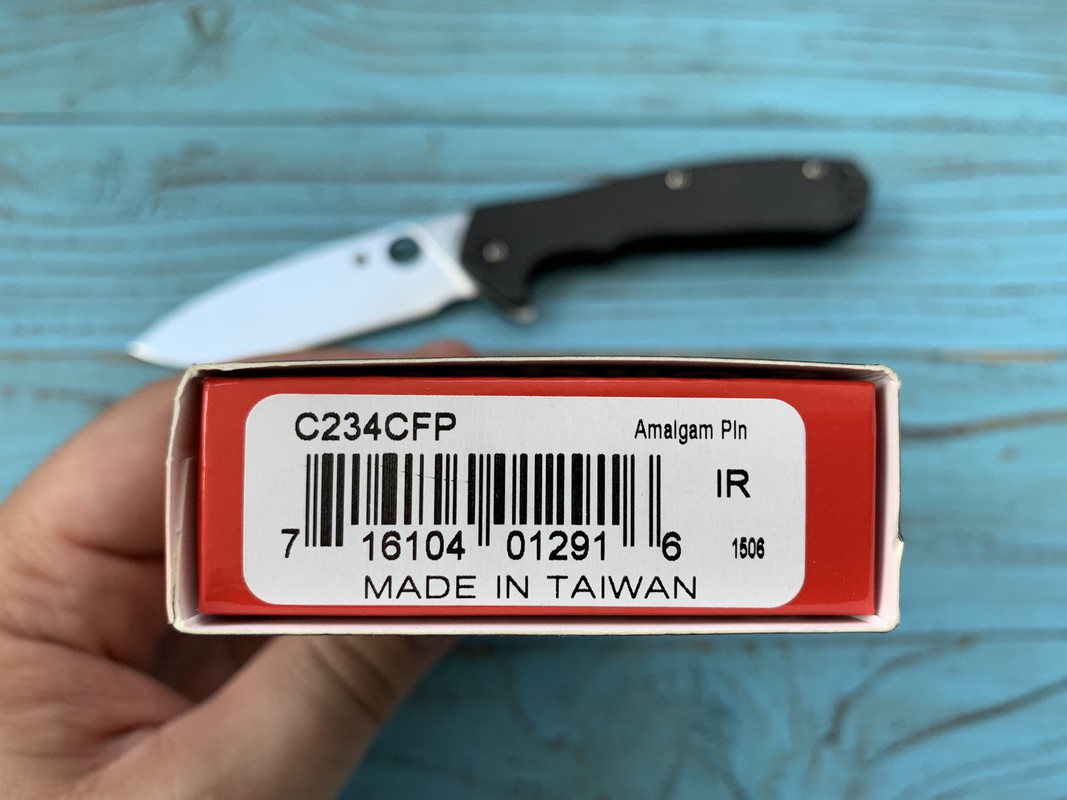 C234CFP Amalgam Pln
IR
7 16104 01291 6 1506
MADE IN TAIWAN